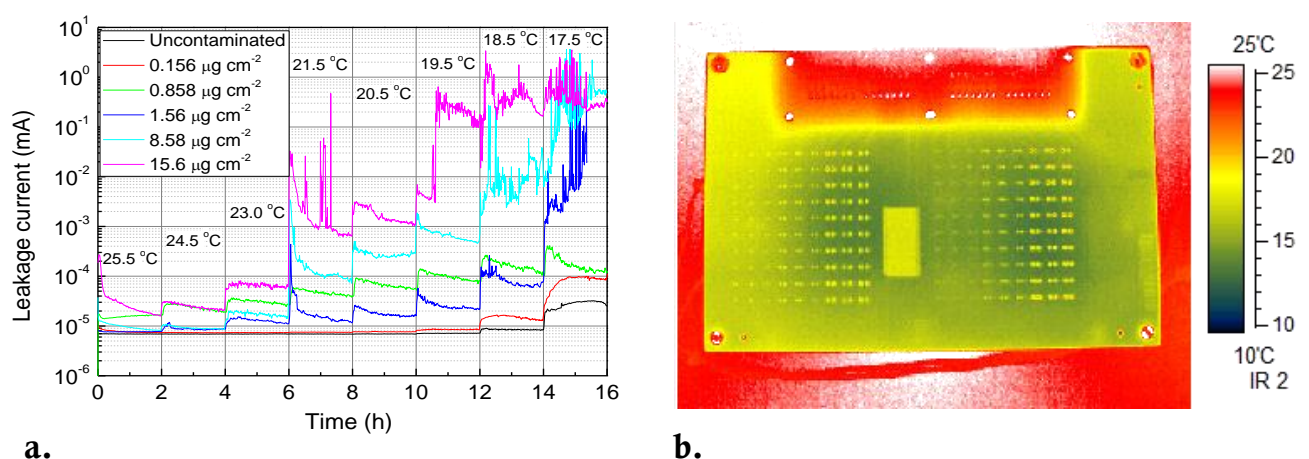 10^1
10^0
10^-1
10^-2
10^-3
10^-4
10^-5
10^-6
Leakage current (mA)
Uncontaminated
0.156 μg cm^-2
0.858 μg cm^-2
1.56 μg cm^-2
8.58 μg cm^-2
15.6 μg cm^-2
25.5 °C
24.5 °C
23.0 °C
21.5 °C
20.5 °C
19.5 °C
18.5 °C
17.5 °C
0 2 4 6 8 10 12 14 16
Time (h)
a.
25'C
25
20
15
10
10'C
IR 2
b.